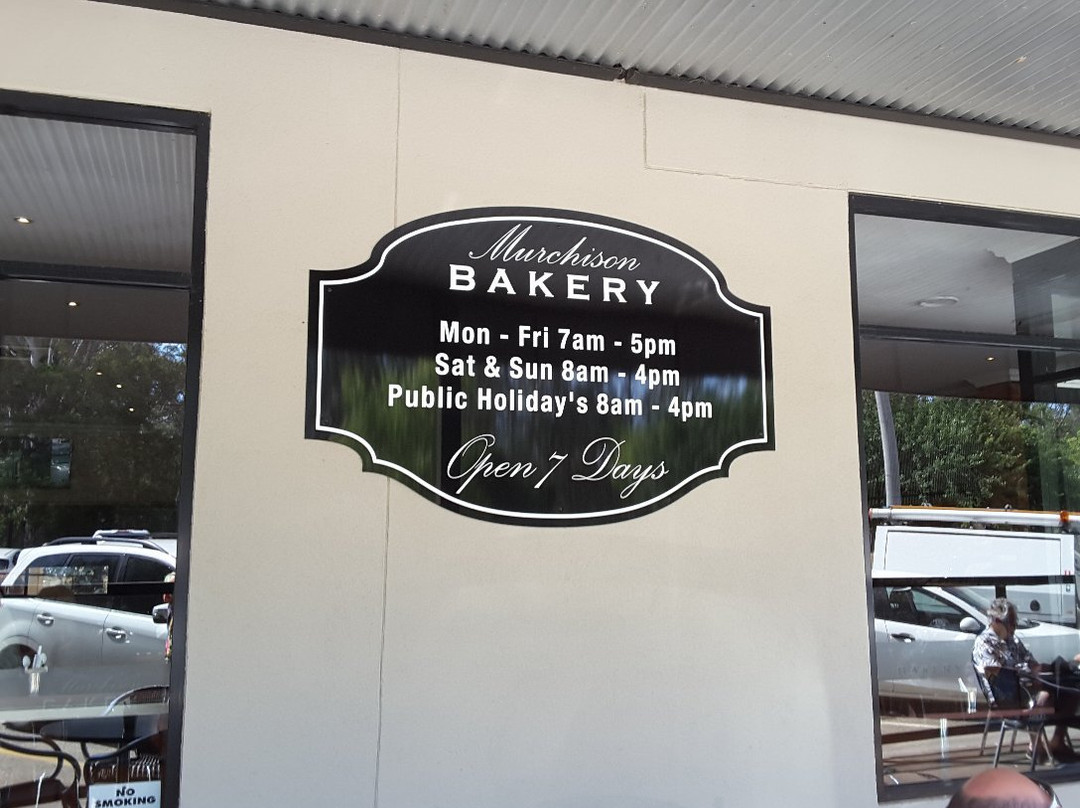 Murchison
BAKERY
Mon - Fri 7am - 5pm
Sat & Sun 8am - 4pm
Public Holiday's 8am - 4pm
Open 7 Days
NO
SMOKING